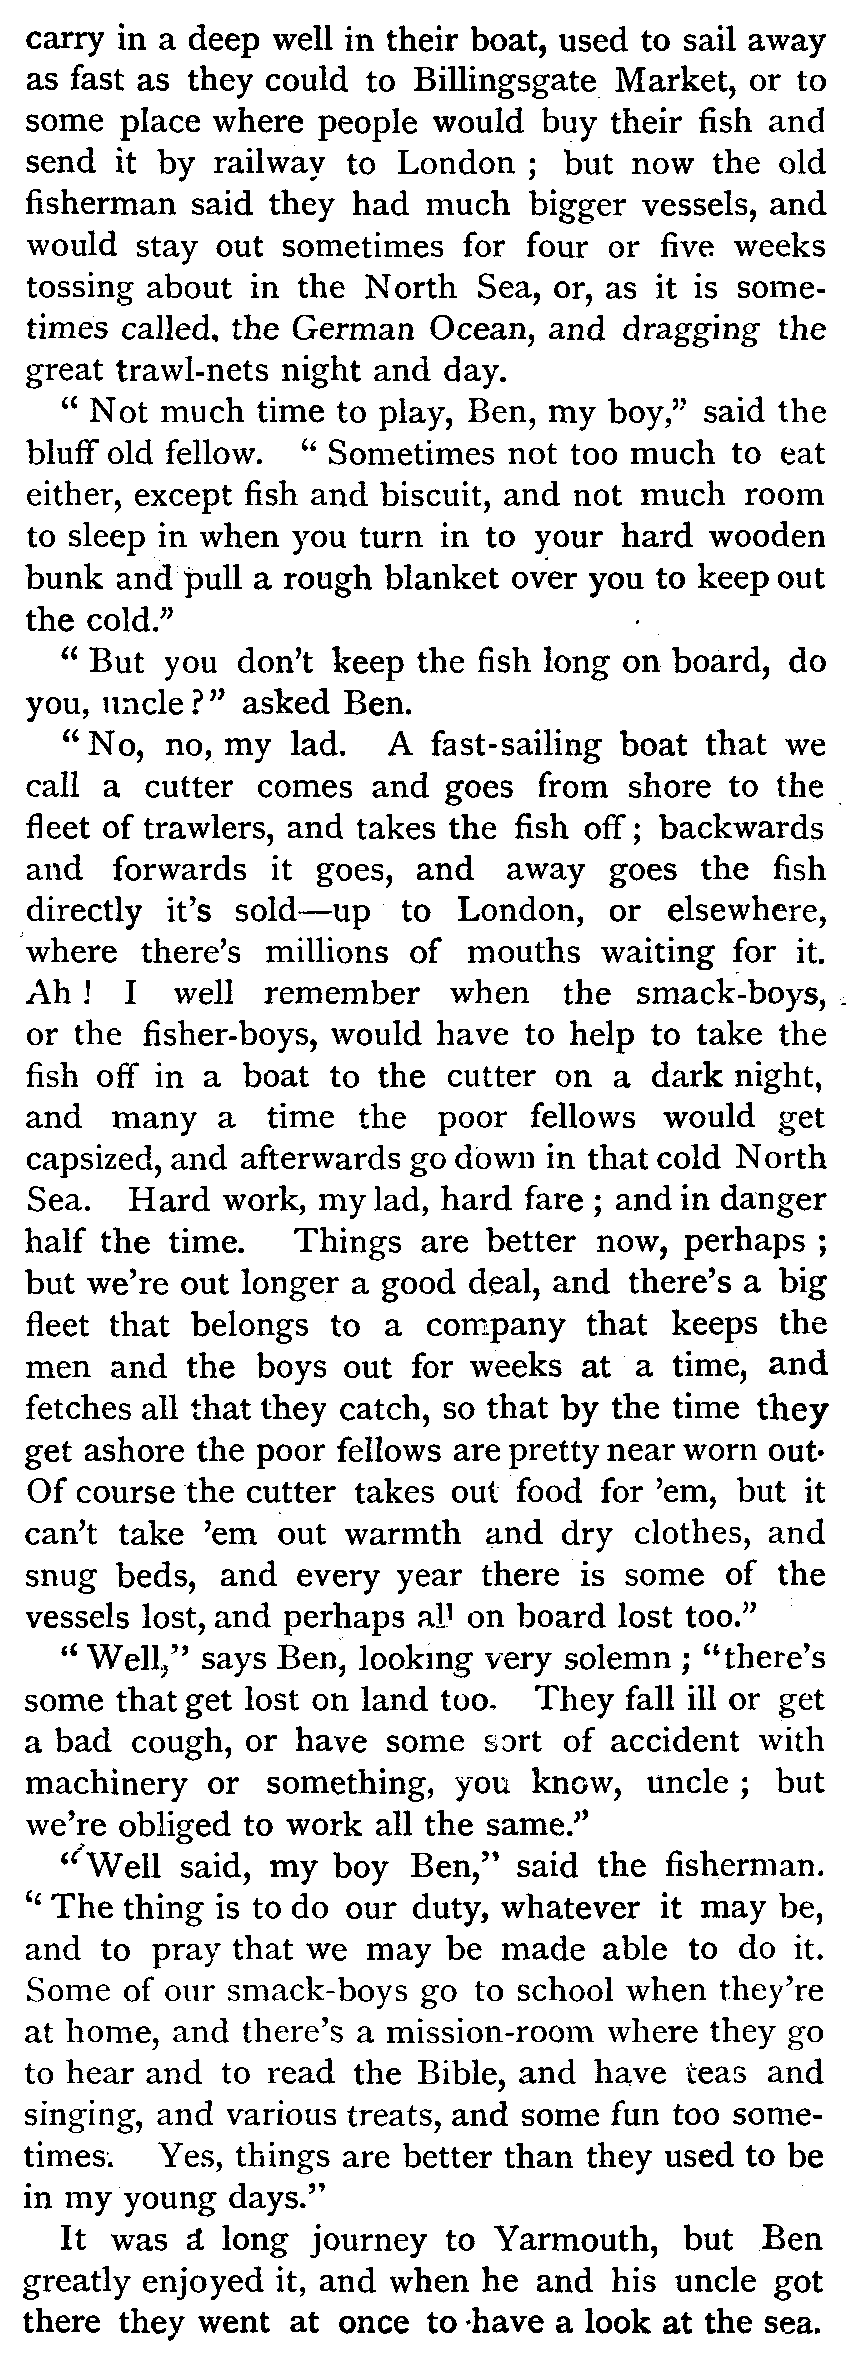 carry in a deep well in their boat, used to sail away
as fast as they could to Billingsgate Market, or to
some place where people would buy their fish and
send it by railway to London ; but now the old
fisherman said they had much bigger vessels, and
would stay out sometimes for four or five weeks
tossing about in the North Sea, or, as it is some-
times called, the German Ocean, and dragging the
great trawl-nets night and day.
“ Not much time to play, Ben, my boy,” said the
bluff old fellow. “ Sometimes not too much to eat
either, except fish and biscuit, and not much room
to sleep in when you turn in to your hard wooden
bunk and pull a rough blanket over you to keep out
the cold.”
“ But you don't keep the fish long on board, do
you, uncle ?” asked Ben.
“ No, no, my lad. A fast-sailing boat that we
call a cutter comes and goes from shore to the
fleet of trawlers, and takes the fish off ; backwards
and forwards it goes, and away goes the fish
directly it's sold—up to London, or elsewhere,
where there's millions of mouths waiting for it.
Ah ! I well remember when the smack-boys,
or the fisher-boys, would have to help to take the
fish off in a boat to the cutter on a dark night,
and many a time the poor fellows would get
capsized, and afterwards go down in that cold North
Sea. Hard work, my lad, hard fare ; and in danger
half the time. Things are better now, perhaps ;
but we're out longer a good deal, and there's a big
fleet that belongs to a company that keeps the
men and the boys out for weeks at a time, and
fetches all that they catch, so that by the time they
get ashore the poor fellows are pretty near worn out.
Of course the cutter takes out food for 'em, but it
can't take 'em out warmth and dry clothes, and
snug beds, and every year there is some of the
vessels lost, and perhaps all on board lost too.”
“ Well,” says Ben, looking very solemn ; “there's
some that get lost on land too. They fall ill or get
a bad cough, or have some sort of accident with
machinery or something, you know, uncle ; but
we're obliged to work all the same.”
“Well said, my boy Ben,” said the fisherman.
“ The thing is to do our duty, whatever it may be,
and to pray that we may be made able to do it.
Some of our smack-boys go to school when they're
at home, and there's a mission-room where they go
to hear and to read the Bible, and have teas and
singing, and various treats, and some fun too some-
times. Yes, things are better than they used to be
in my young days.”
It was a long journey to Yarmouth, but Ben
greatly enjoyed it, and when he and his uncle got
there they went at once to have a look at the sea.